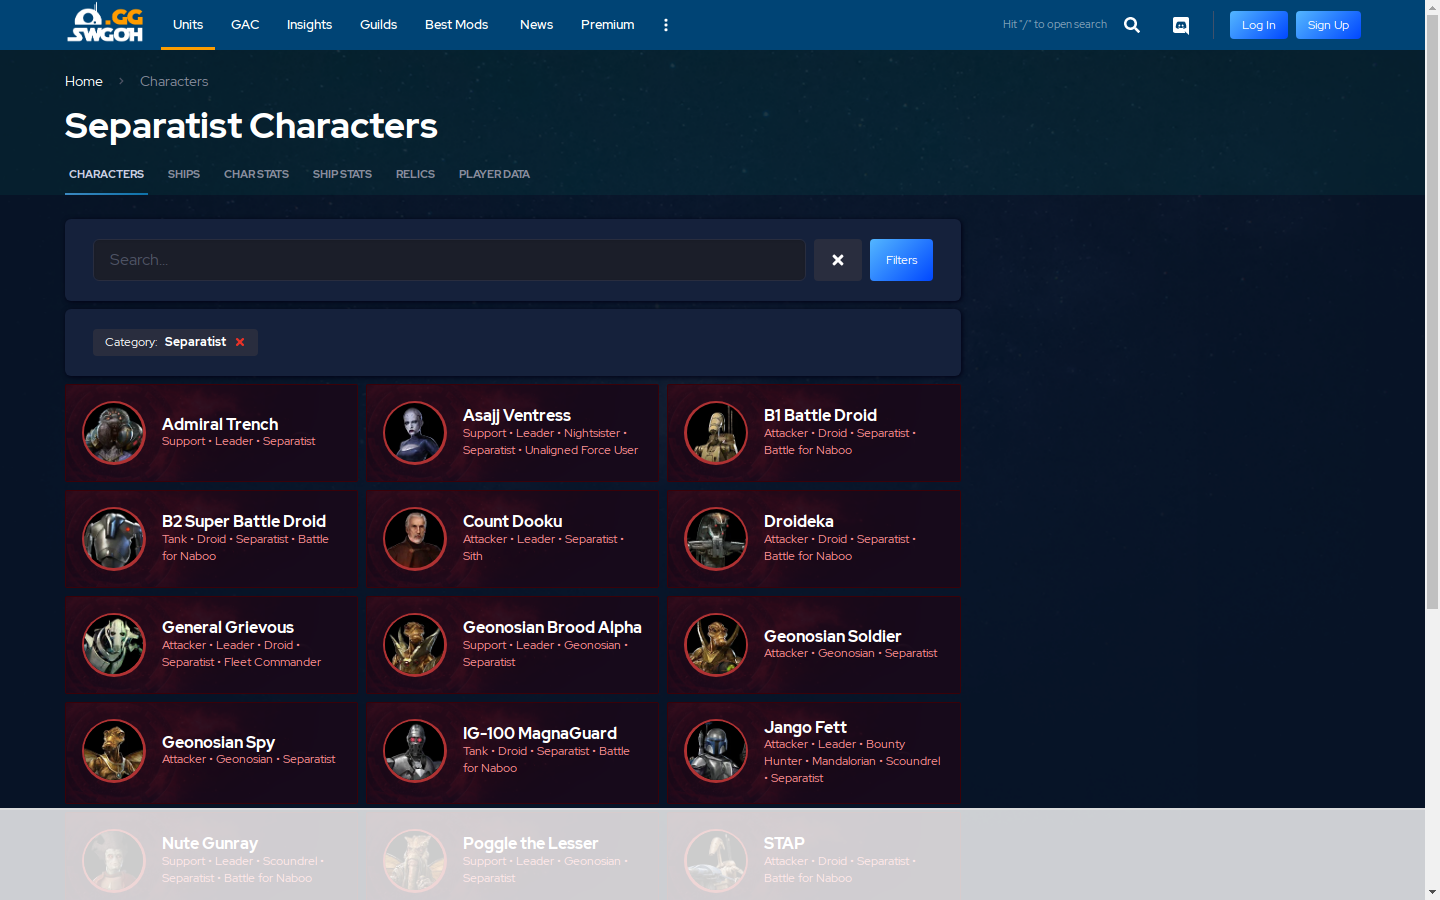 .GG
SWGOH
Units
GAC
Insights
Guilds
Best Mods
News
Premium
Hit "/" to open search
Log In
Sign Up
Home
Characters
Separatist Characters
CHARACTERS
SHIPS
CHAR STATS
SHIP STATS
RELICS
PLAYER DATA
Search...
Filters
Category: Separatist
Admiral Trench
Support • Leader • Separatist
Asajj Ventress
Support • Leader • Nightsister •
Separatist • Unaligned Force User
B1 Battle Droid
Attacker • Droid • Separatist •
Battle for Naboo
B2 Super Battle Droid
Tank • Droid • Separatist • Battle
for Naboo
Count Dooku
Attacker • Leader • Separatist •
Sith
Droideka
Attacker • Droid • Separatist •
Battle for Naboo
General Grievous
Attacker • Leader • Droid •
Separatist • Fleet Commander
Geonosian Brood Alpha
Support • Leader • Geonosian •
Separatist
Geonosian Soldier
Attacker • Geonosian • Separatist
Geonosian Spy
Attacker • Geonosian • Separatist
IG-100 MagnaGuard
Tank • Droid • Separatist • Battle
for Naboo
Jango Fett
Attacker • Leader • Bounty
Hunter • Mandalorian • Scoundrel
• Separatist
Nute Gunray
Support • Leader • Scoundrel •
Separatist • Battle for Naboo
Poggle the Lesser
Support • Leader • Geonosian •
Separatist
STAP
Attacker • Droid • Separatist •
Battle for Naboo